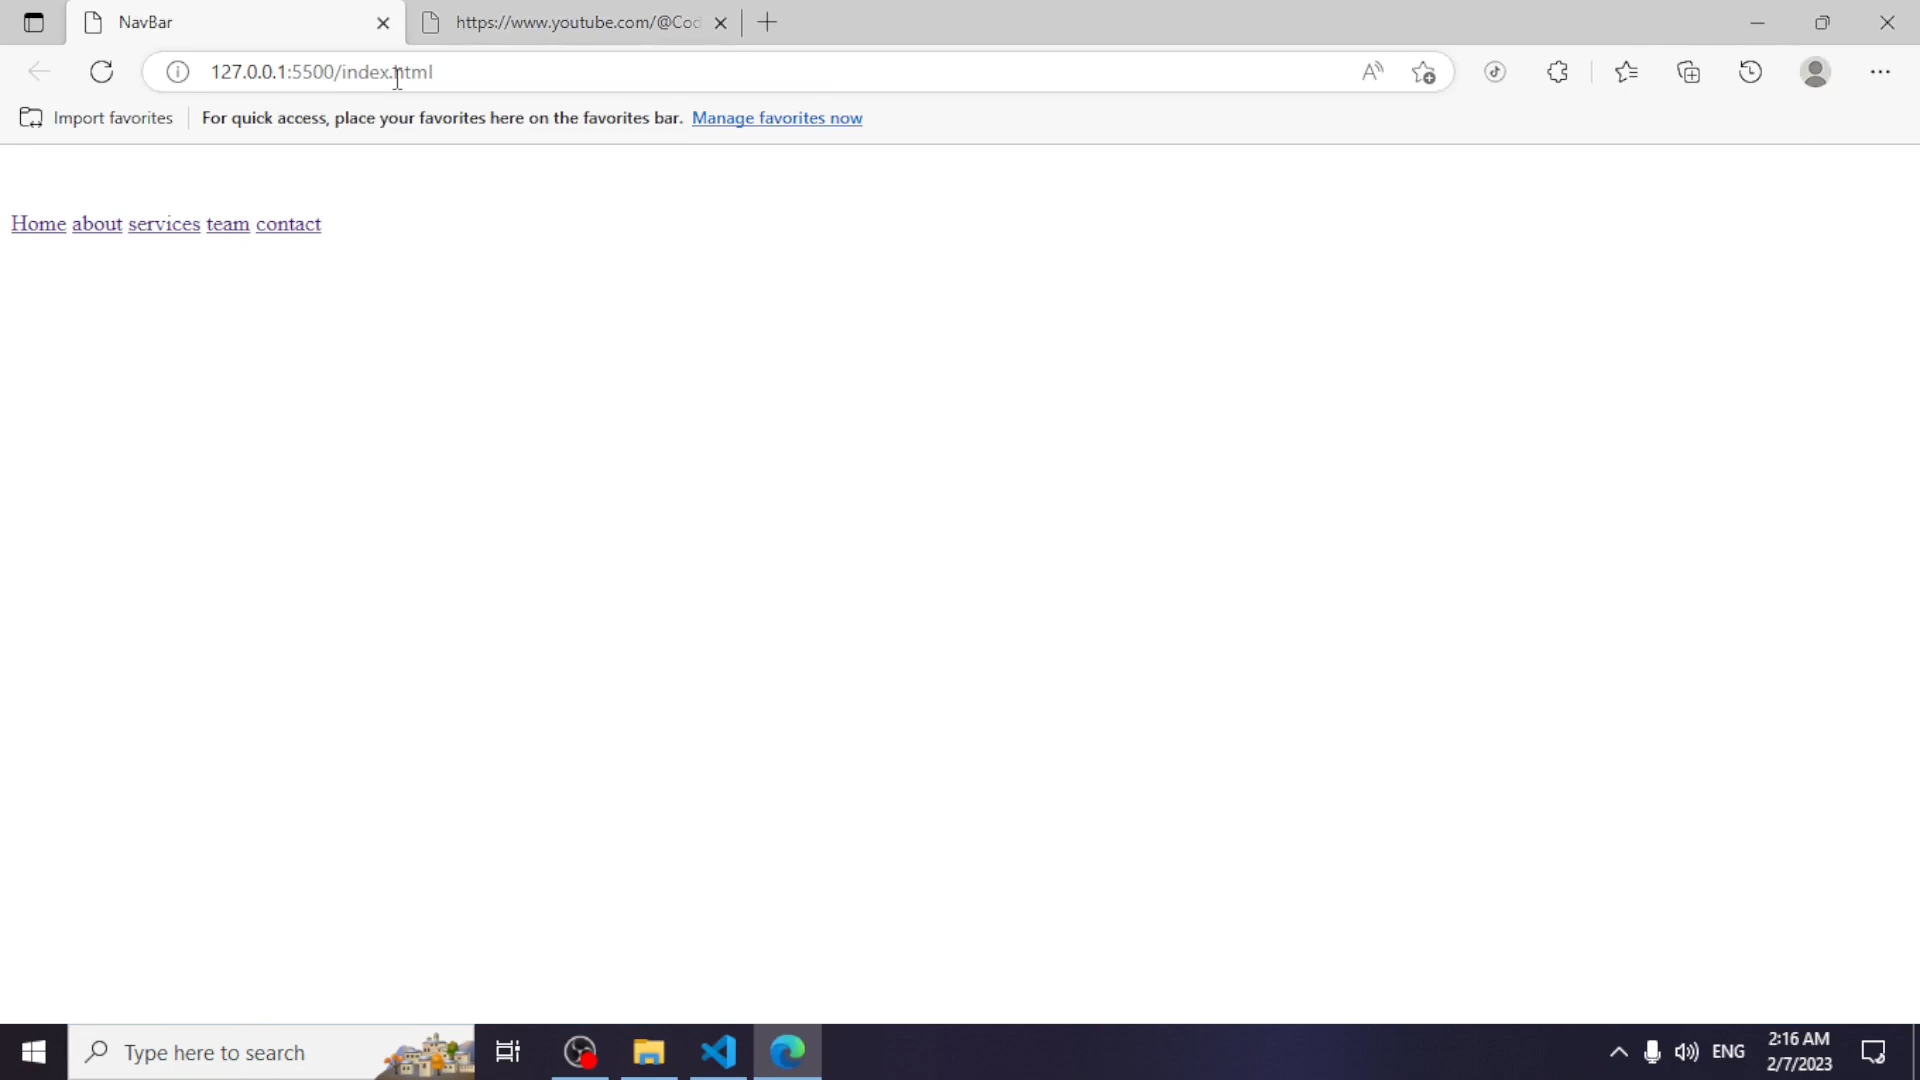 NavBar
https://www.youtube.com/@Cod
127.0.0.1:5500/index.html
Import favorites
For quick access, place your favorites here on the favorites bar. Manage favorites now
Home about services team contact
Type here to search
ENG
2:16 AM
2/7/2023